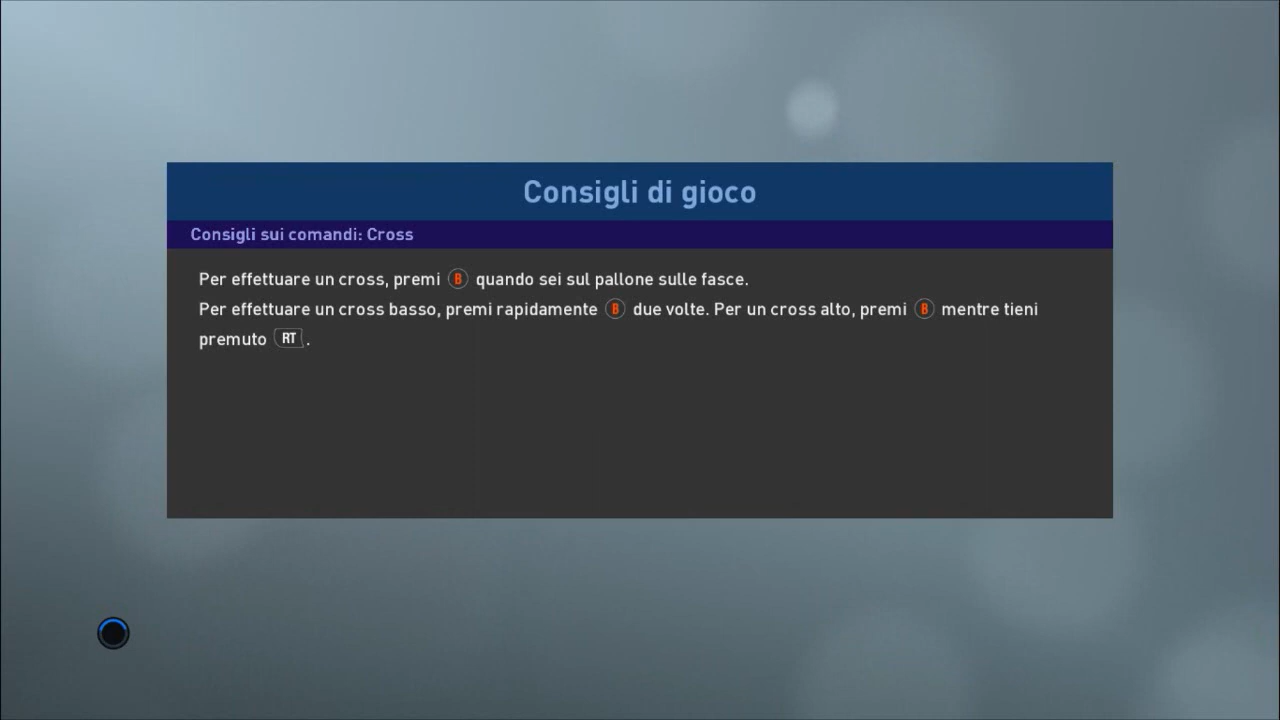 Consigli di gioco
Consigli sui comandi: Cross
Per effettuare un cross, premi B quando sei sul pallone sulle fasce.
Per effettuare un cross basso, premi rapidamente B due volte. Per un cross alto, premi B mentre tieni
premuto RT.